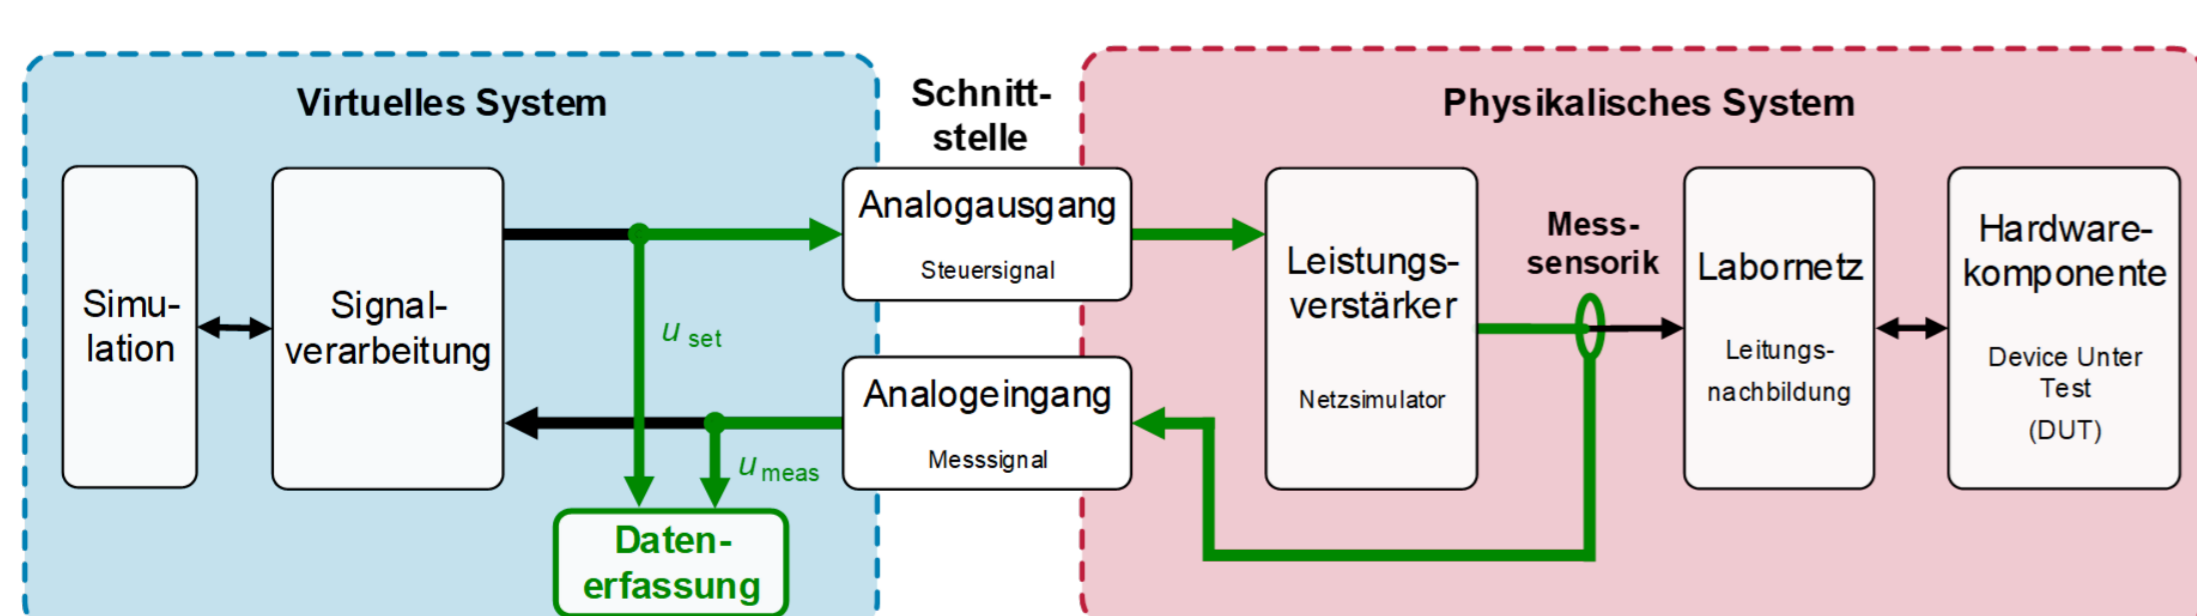 Virtuelles System
Schnitt-
stelle
Physikalisches System
Simu-
lation
Signal-
verarbeitung
u set
u meas
Daten-
erfassung
Analogausgang
Steuersignal
Analogeingang
Messsignal
Leistungs-
verstärker
Netzsimulator
Mess-
sensorik
Labornetz
Leitungs-
nachbildung
Hardware-
komponente
Device Unter
Test
(DUT)